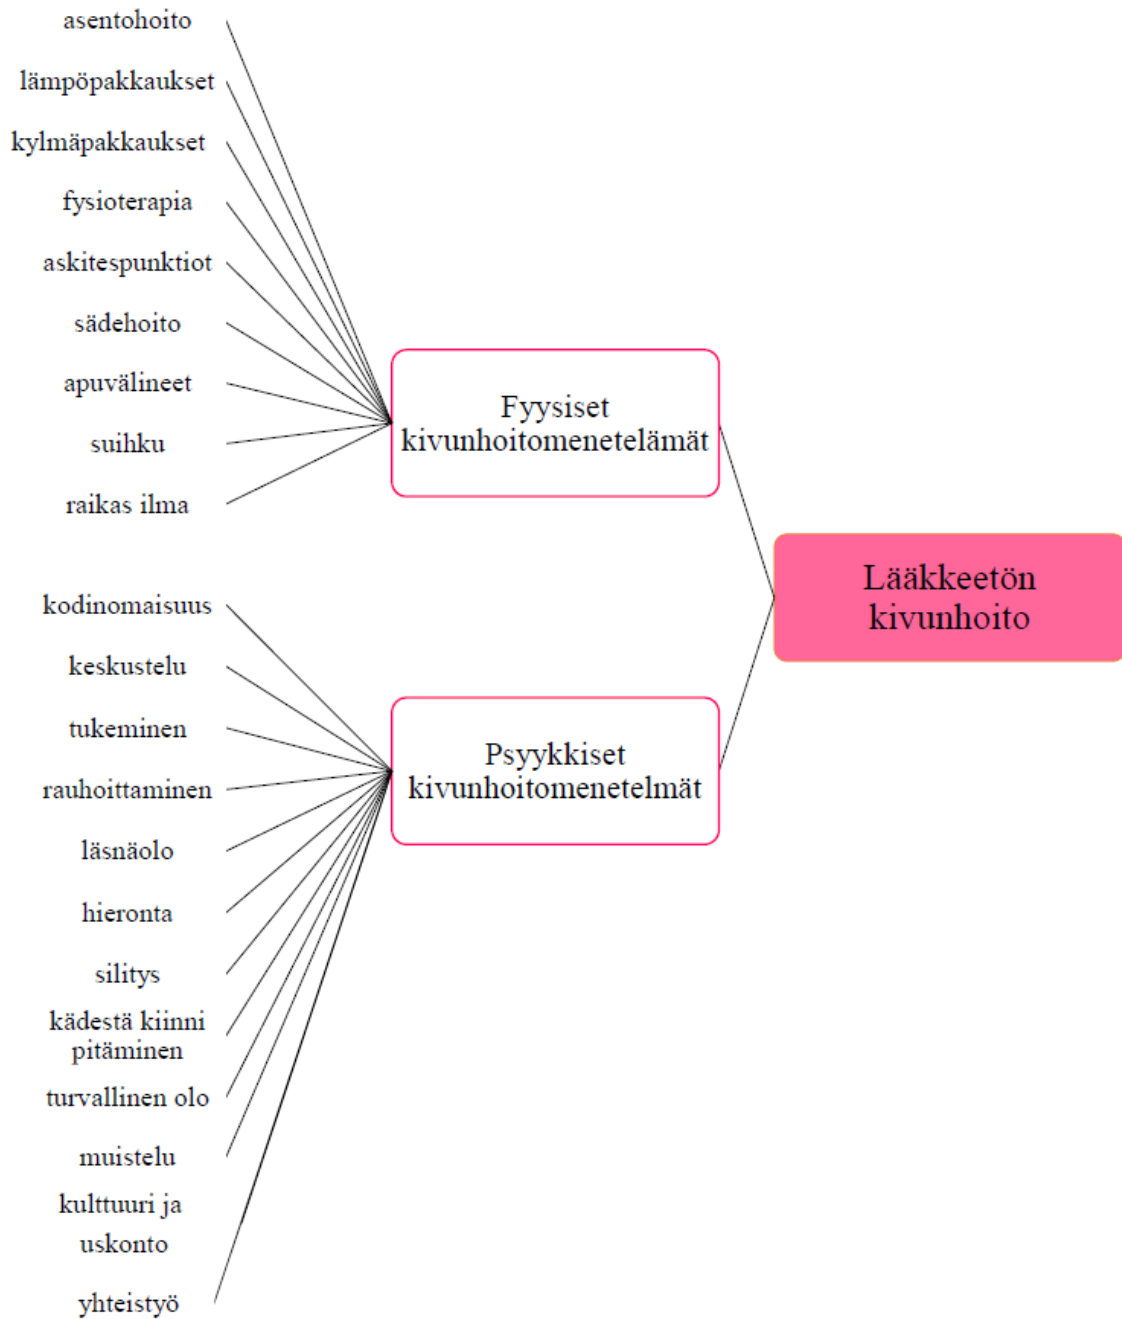 asentohoito
lämpöpakkaukset
kylmäpakkaukset
fysioterapia
askitespunktiot
sädehoito
apuvälineet
suihku
raikas ilma
Fyysiset
kivunhoitomenetelämät
kodinomaisuus
keskustelu
tukeminen
rauhoittaminen
läsnäolo
hieronta
silitys
kädestä kiinni
pitäminen
turvallinen olo
muistelu
kulttuuri ja
uskonto
yhteistyö
Psyykkiset
kivunhoitomenetelmät
Lääkkeetön
kivunhoito